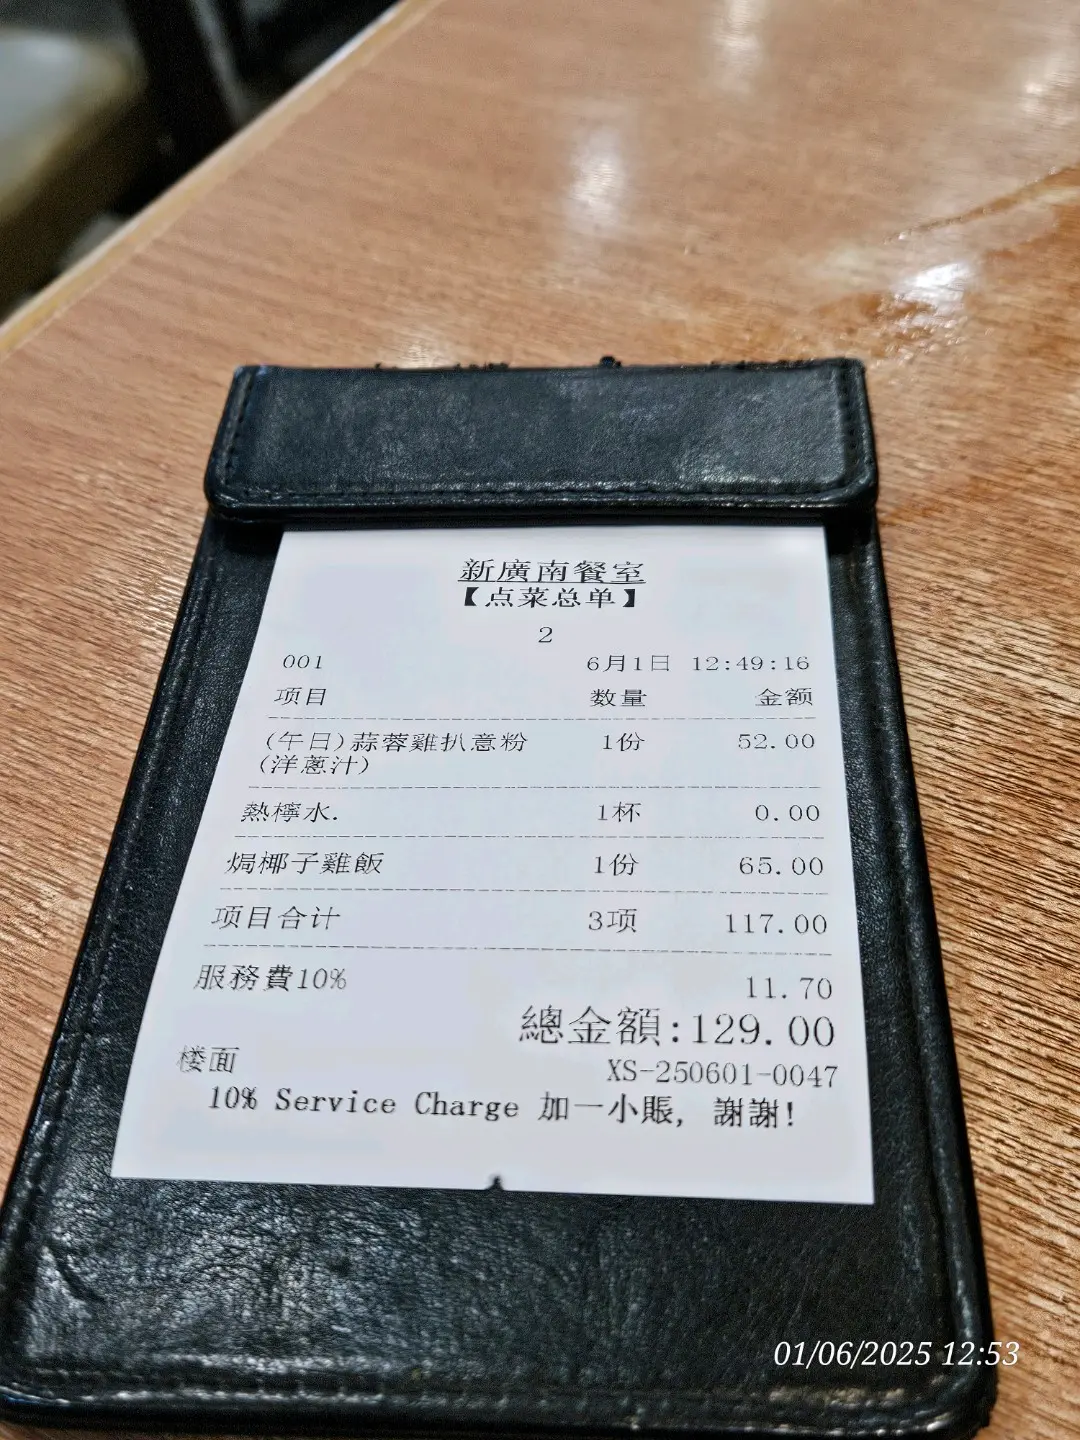 新廣南餐室
【点菜总单】
2
001 6月1日 12:49:16
项目 数量 金额
(午日)蒜蓉雞扒意粉 1份 52.00
(洋蔥汁)
熱檸水. 1杯 0.00
焗椰子雞飯 1份 65.00
项目合计 3项 117.00
服務費10% 11.70
總金額:129.00
楼面 XS-250601-0047
10% Service Charge 加一小賬, 謝謝!
01/06/2025 12:53